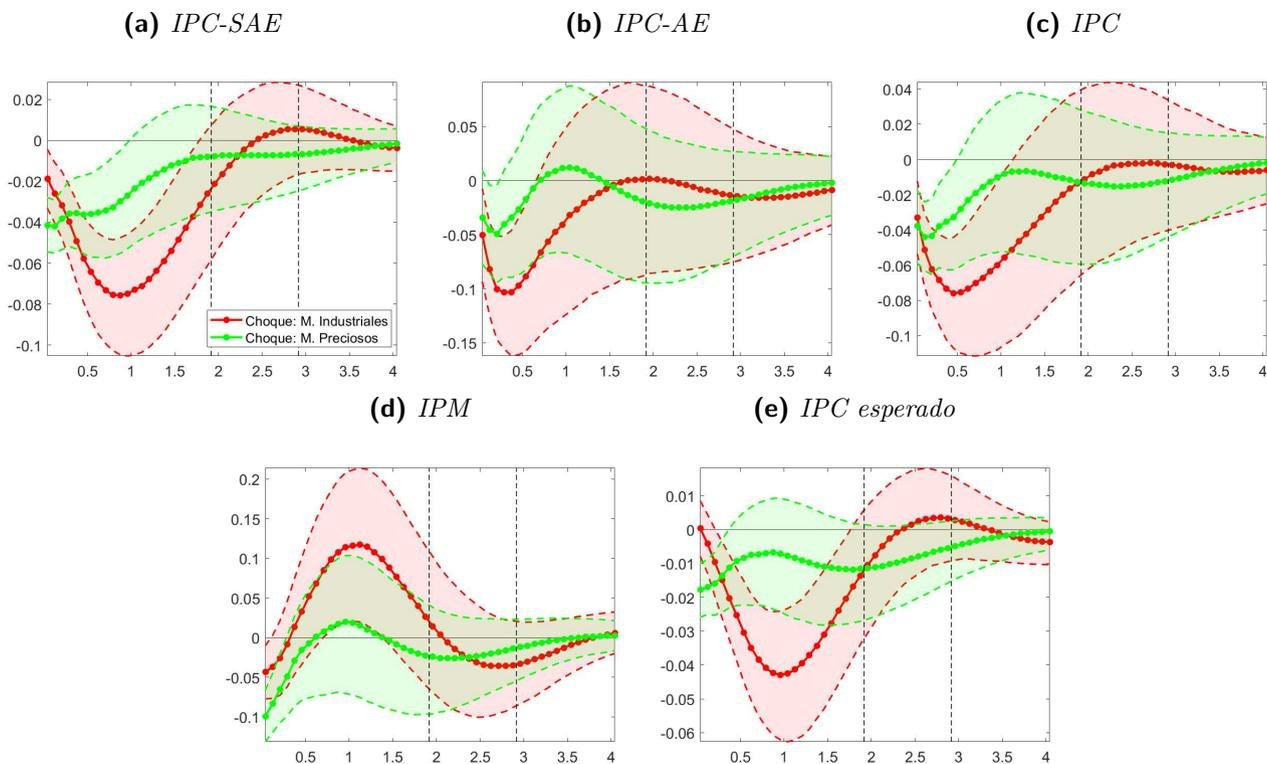 (a) IPC-SAE
(b) IPC-AE
(c) IPC
0.02
0
-0.02
-0.04
-0.06
-0.08
-0.1
Choque: M. Industriales
Choque: M. Preciosos
0.5 1 1.5 2 2.5 3 3.5 4
0.05
0
-0.05
-0.1
-0.15
0.5 1 1.5 2 2.5 3 3.5 4
0.04
0.02
0
-0.02
-0.04
-0.06
-0.08
-0.1
0.5 1 1.5 2 2.5 3 3.5 4
(d) IPM
(e) IPC esperado
0.2
0.15
0.1
0.05
0
-0.05
-0.1
0.5 1 1.5 2 2.5 3 3.5 4
0.01
0
-0.01
-0.02
-0.03
-0.04
-0.05
-0.06
0.5 1 1.5 2 2.5 3 3.5 4